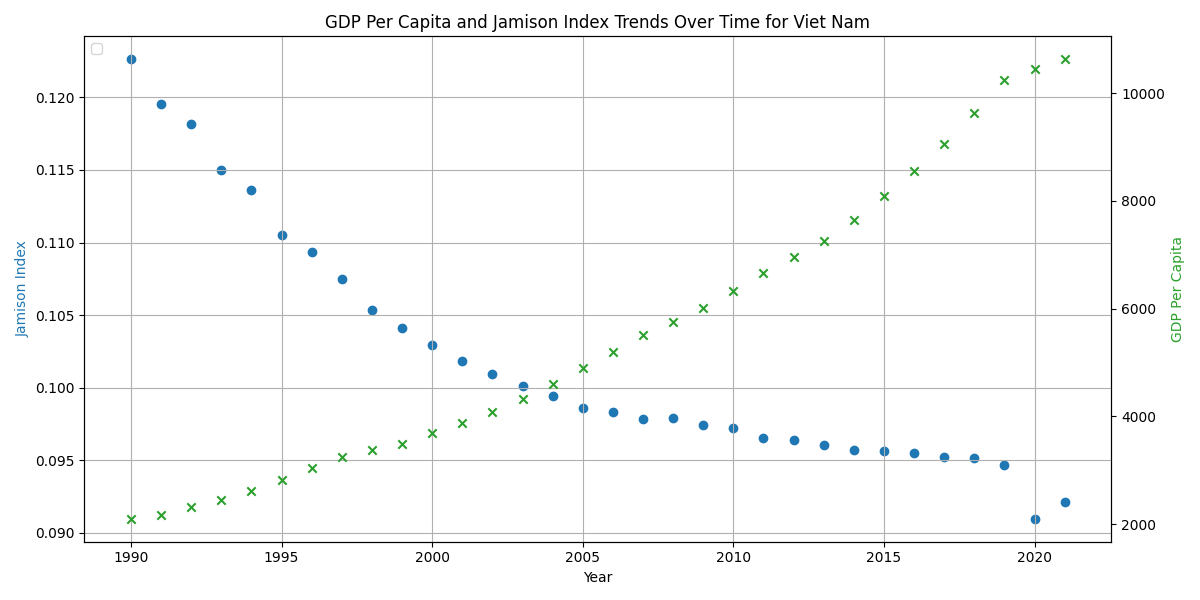 GDP Per Capita and Jamison Index Trends Over Time for Viet Nam
0.120
0.115
0.110
0.105
0.100
0.095
0.090
Jamison Index
10000
8000
6000
4000
2000
GDP Per Capita
1990 1995 2000 2005 2010 2015 2020
Year